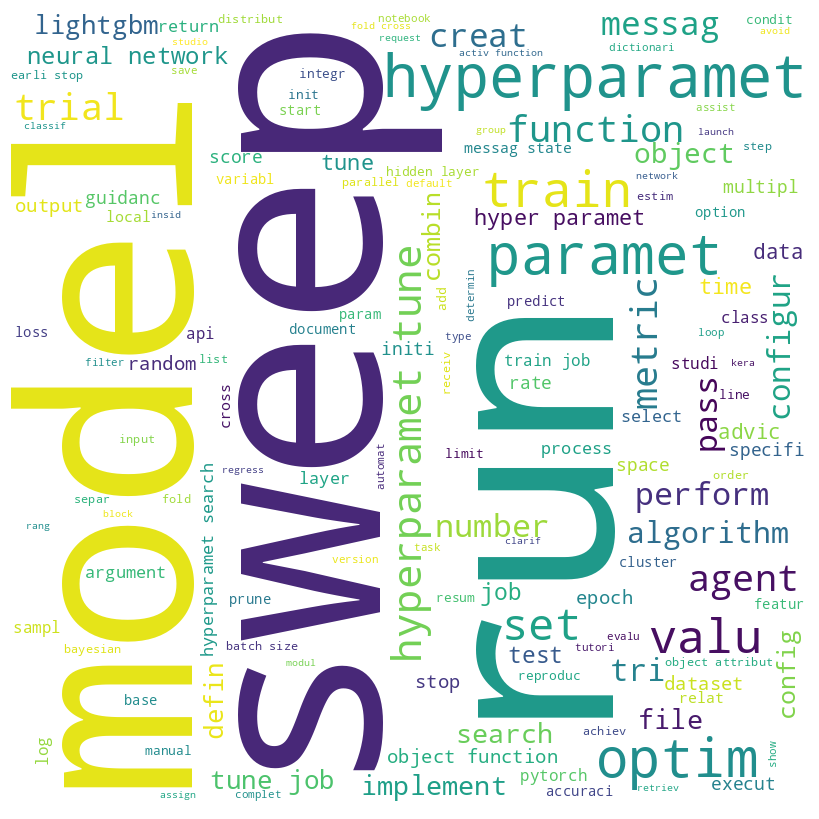 distribut
notebook
fold cross
lightgbm
return
creat
messag
condit
avoid
studio
request
activ function
dictionari
neural network
hyperparamet
earli stop
save
integr
init
start
trial
classif
assist
group
function
launch
messag state
object
step
score
tune
hidden layer
variabl
parallel
default
train
network
estim
multipl
guidanc
output
local
insid
hyper paramet
option
combin
paramet
data
model
sweep
run
hyperparamet tune
add
determin
predict
metric
time
configur
param
document
loss
api
initi
type
class
loop
filter
random
list
receiv
train job
rate
studi
kera
pass
line
cross
input
select
advic
specifi
limit
process
space
order
regress
automat
layer
separ
fold
block
rang
hyperparamet search
number
perform
clarif
algorithm
version
task
cluster
argument
agent
prune
resum
job
epoch
featur
sampl
bayesian
batch size
set
test
evalu
tutori
valu
config
modul
reproduc
tri
object attribut
dataset
relat
base
defin
stop
file
log
manual
search
achiev
object function
optim
show
tune job
implement
pytorch
accuraci
retriev
execut
assign
complet